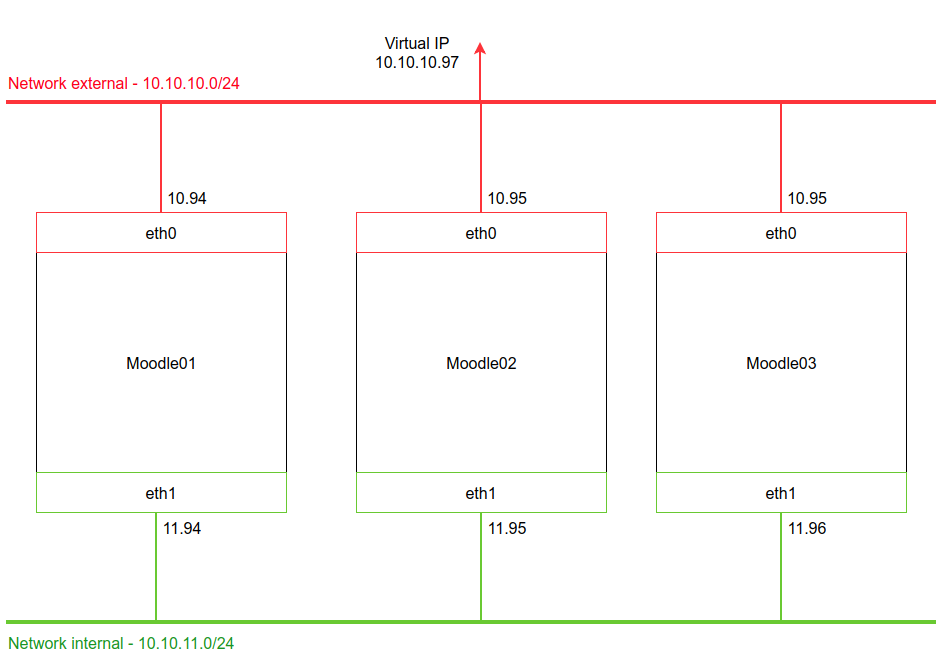 Virtual IP
10.10.10.97
Network external - 10.10.10.0/24
10.94
10.95
10.95
eth0
eth0
eth0
Moodle01
Moodle02
Moodle03
eth1
eth1
eth1
11.94
11.95
11.96
Network internal - 10.10.11.0/24